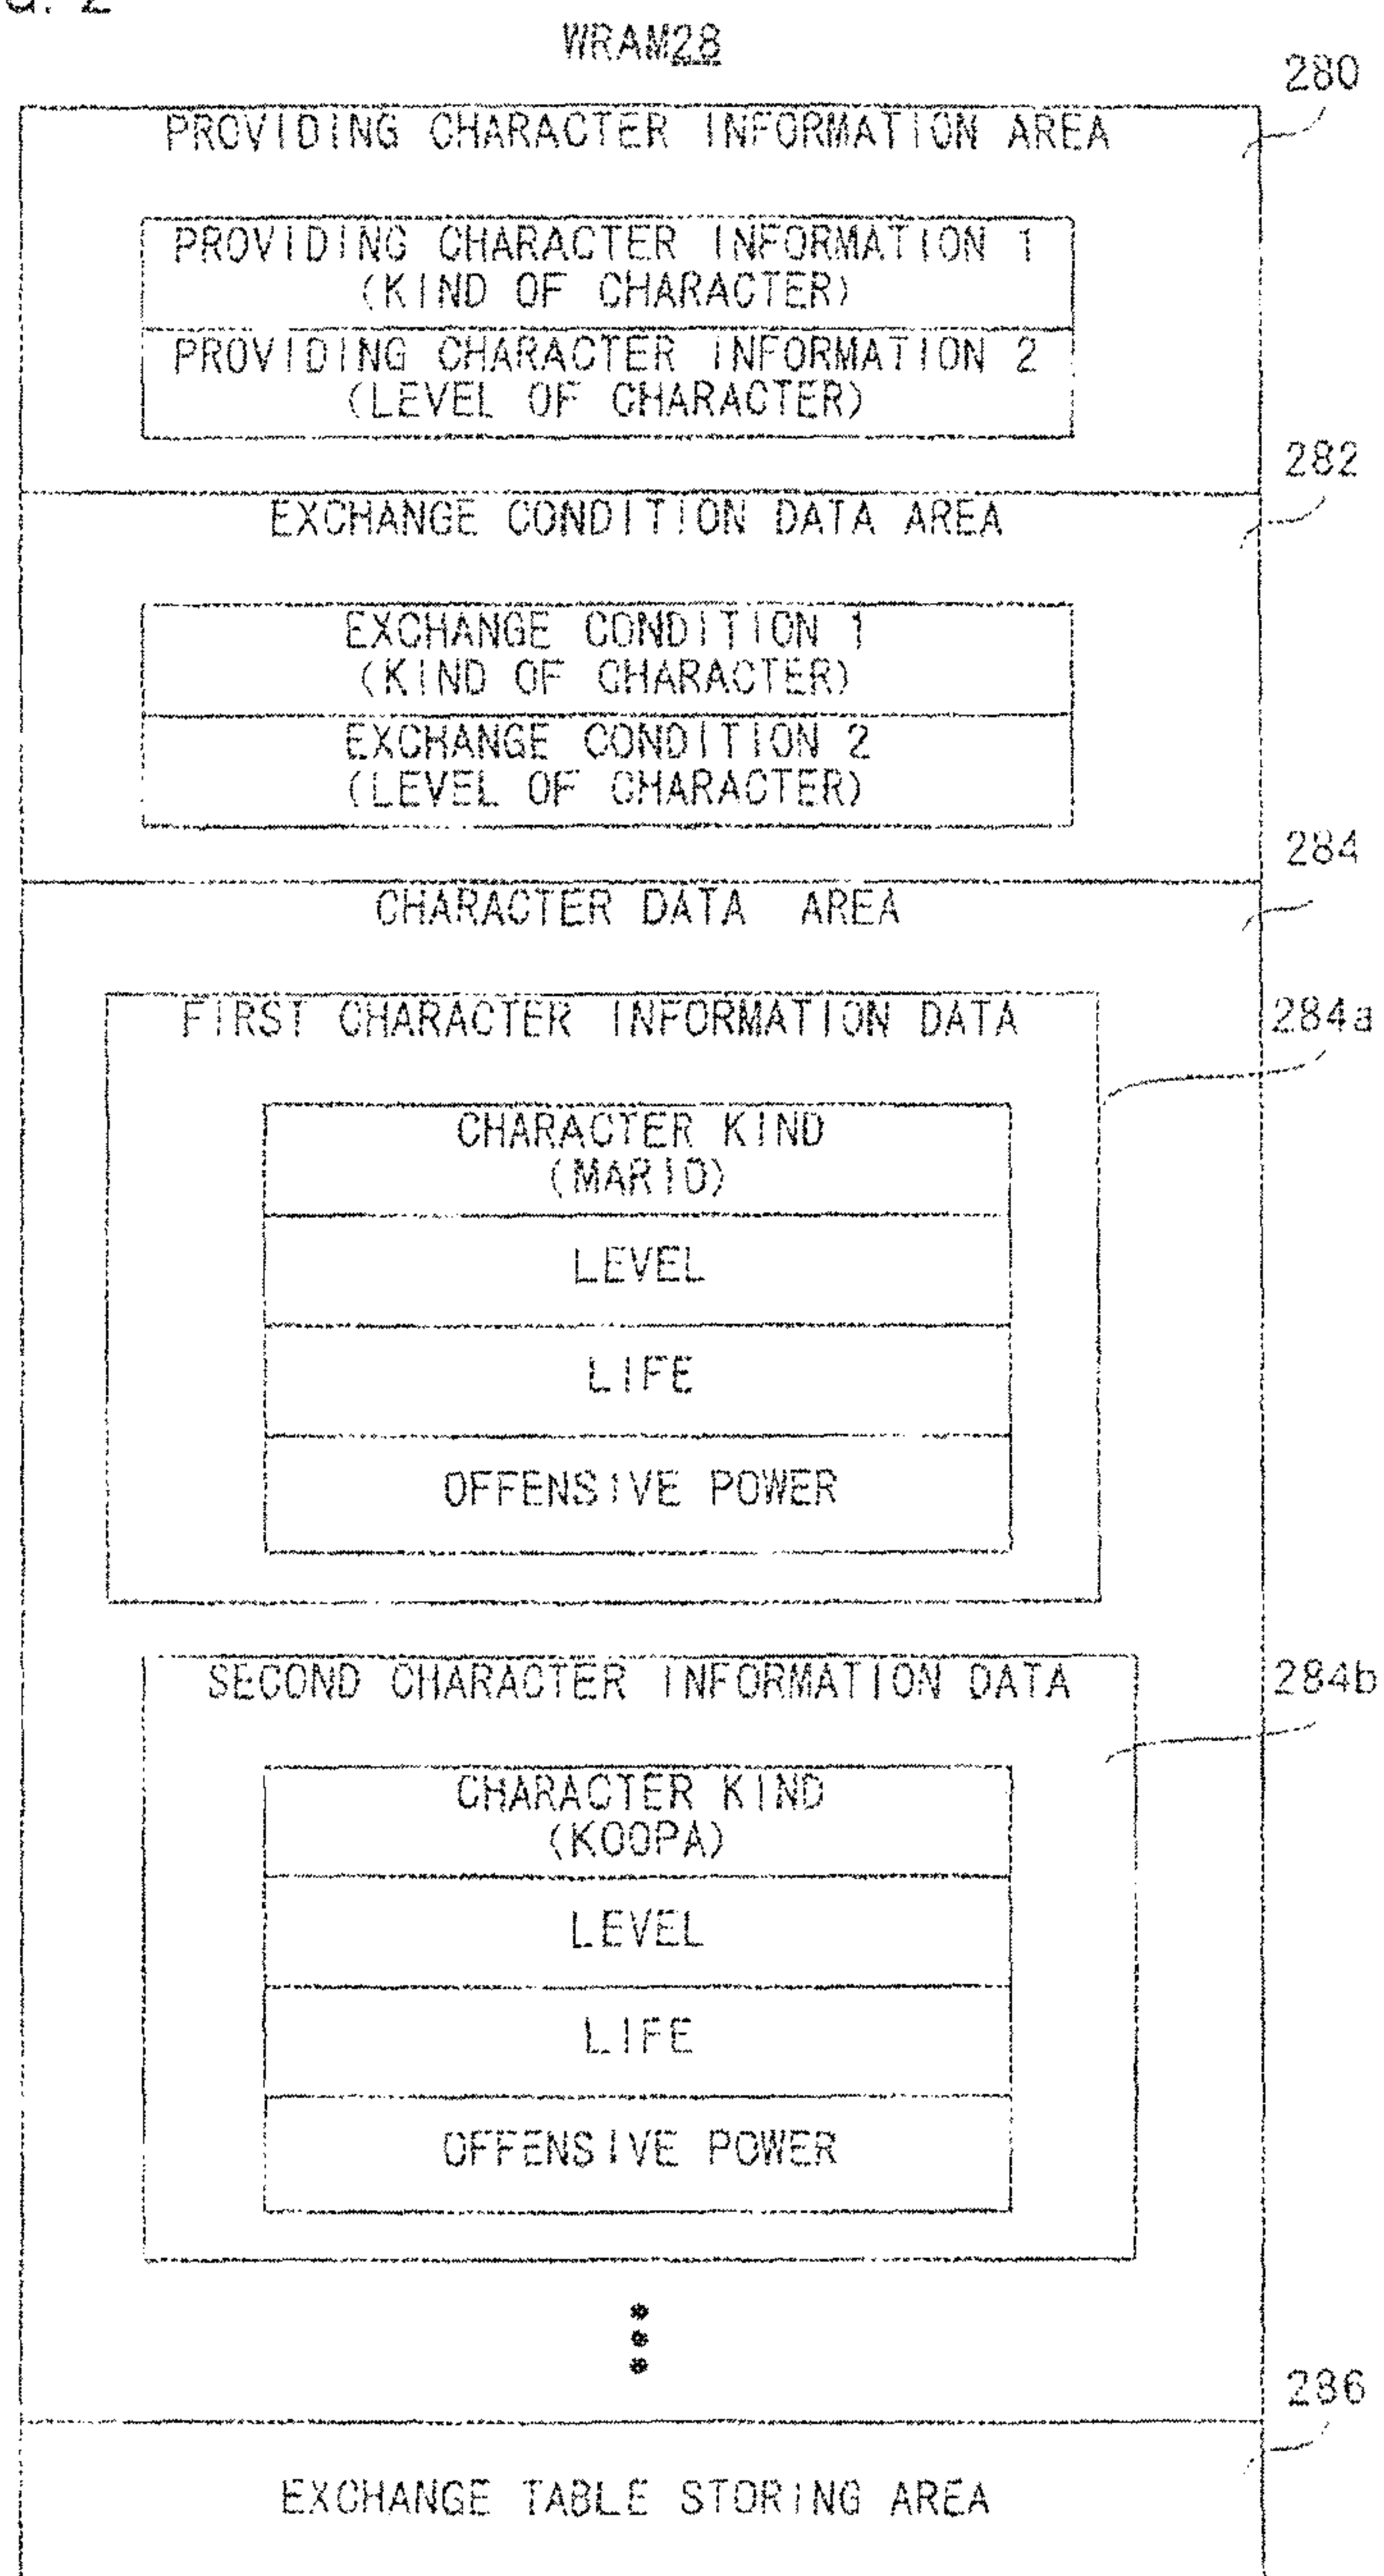 G. 2
WRAM28
280
PROVIDING CHARACTER INFORMATION AREA
PROVIDING CHARACTER INFORMATION 1
(KIND OF CHARACTER)
PROVIDING CHARACTER INFORMATION 2
(LEVEL OF CHARACTER)
282
EXCHANGE CONDITION DATA AREA
EXCHANGE CONDITION 1
(KIND OF CHARACTER)
EXCHANGE CONDITION 2
(LEVEL OF CHARACTER)
284
CHARACTER DATA AREA
FIRST CHARACTER INFORMATION DATA
284a
CHARACTER KIND
(MARIO)
LEVEL
LIFE
OFFENSIVE POWER
SECOND CHARACTER INFORMATION DATA
284b
CHARACTER KIND
(KOOPA)
LEVEL
LIFE
OFFENSIVE POWER
286
EXCHANGE TABLE STORING AREA